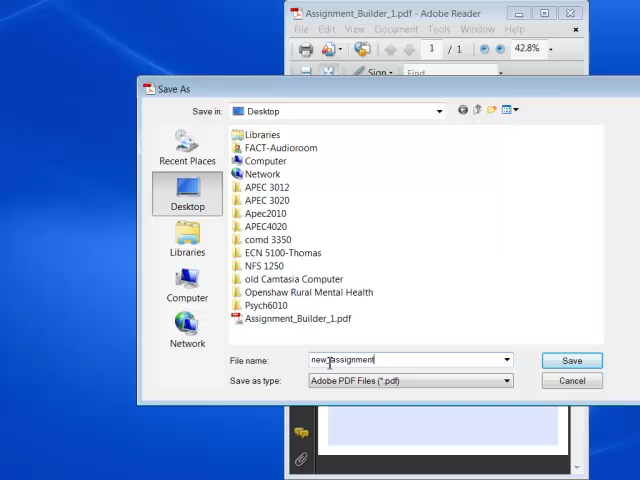 Assignment_Builder_1.pdf - Adobe Reader
File Edit View Document Tools Window Help
1 / 1 42.8%
Sign Find
Save As
Save in: Desktop
Recent Places
Desktop
Libraries
Computer
Network
Libraries
FACT-Audioroom
Computer
Network
APEC 3012
APEC 3020
Apec2010
APEC4020
comd 3350
ECN 5100-Thomas
NFS 1250
old Camtasia Computer
Openshaw Rural Mental Health
Psych6010
Assignment_Builder_1.pdf
File name: new assignment Save
Save as type: Adobe PDF Files (*.pdf) Cancel